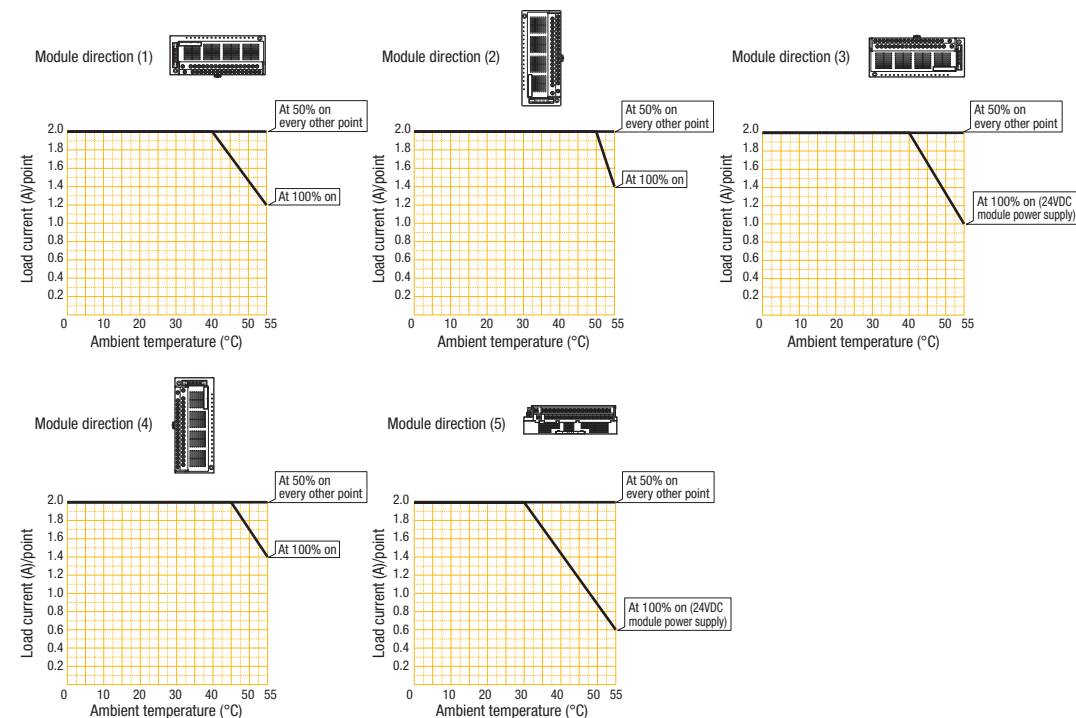 Module direction (1)
At 50% on
every other point
2.0
1.8
1.6
1.4
1.2
1.0
0.8
0.6
0.4
0.2
Load current (A)/point
At 100% on
0 10 20 30 40 50 55
Ambient temperature (°C)
Module direction (2)
At 50% on
every other point
2.0
1.8
1.6
1.4
1.2
1.0
0.8
0.6
0.4
0.2
Load current (A)/point
At 100% on
0 10 20 30 40 50 55
Ambient temperature (°C)
Module direction (3)
At 50% on
every other point
2.0
1.8
1.6
1.4
1.2
1.0
0.8
0.6
0.4
0.2
Load current (A)/point
At 100% on (24VDC
module power supply)
0 10 20 30 40 50 55
Ambient temperature (°C)
Module direction (4)
At 50% on
every other point
2.0
1.8
1.6
1.4
1.2
1.0
0.8
0.6
0.4
0.2
Load current (A)/point
At 100% on
0 10 20 30 40 50 55
Ambient temperature (°C)
Module direction (5)
At 50% on
every other point
2.0
1.8
1.6
1.4
1.2
1.0
0.8
0.6
0.4
0.2
Load current (A)/point
At 100% on (24VDC
module power supply)
0 10 20 30 40 50 55
Ambient temperature (°C)